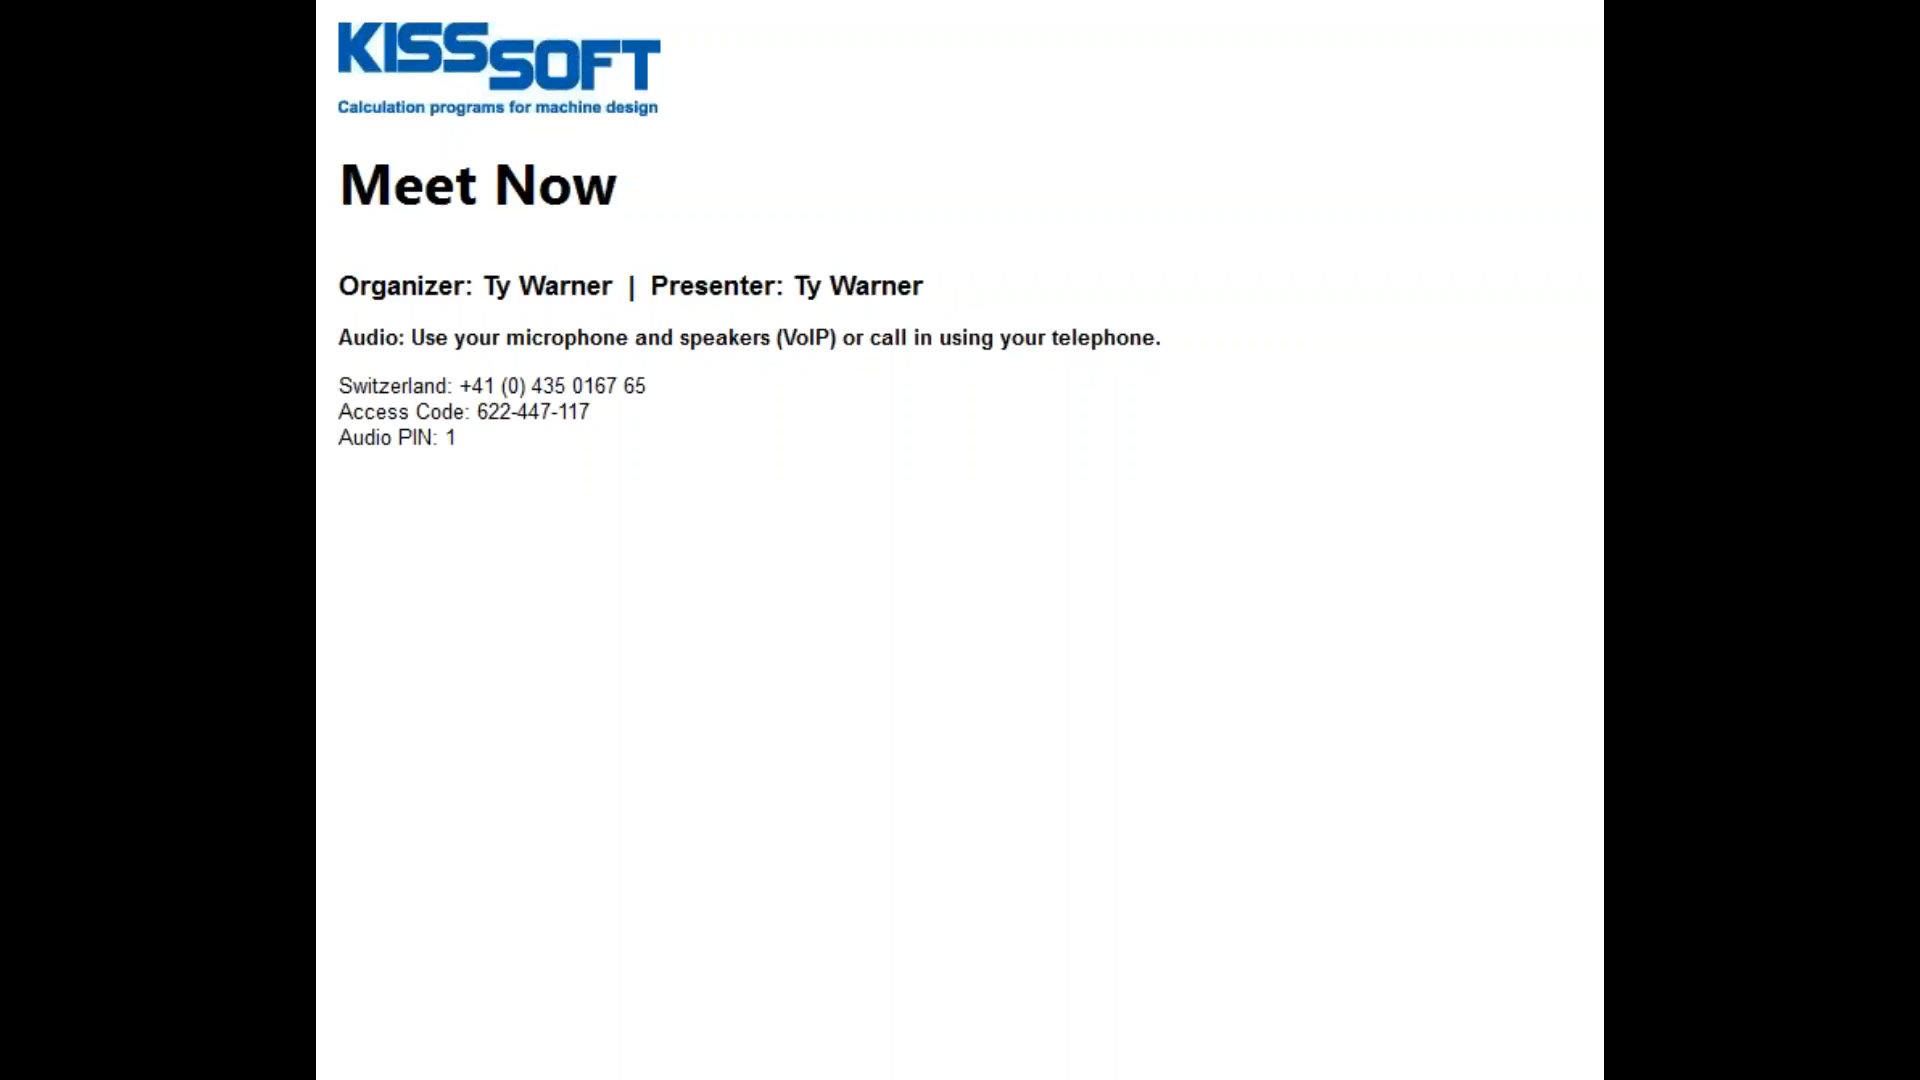 KISSSOFT
Calculation programs for machine design
Meet Now
Organizer: Ty Warner | Presenter: Ty Warner
Audio: Use your microphone and speakers (VoIP) or call in using your telephone.
Switzerland: +41 (0) 435 0167 65
Access Code: 622-447-117
Audio PIN: 1